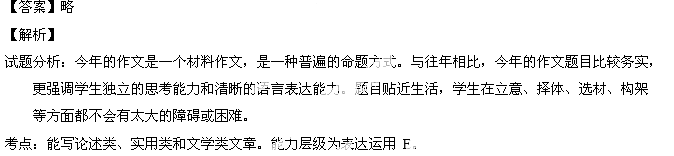 【答案】略
【解析】
试题分析：今年的作文是一个材料作文，是一种普遍的命题方式。与往年相比，今年的作文题目比较务实，
更强调学生独立的思考能力和清晰的语言表达能力。题目贴近生活，学生在立意、择体、选材、构架
等方面都不会有太大的障碍或困难。
考点：能写论述类、实用类和文学类文章。能力层级为表达运用 E。